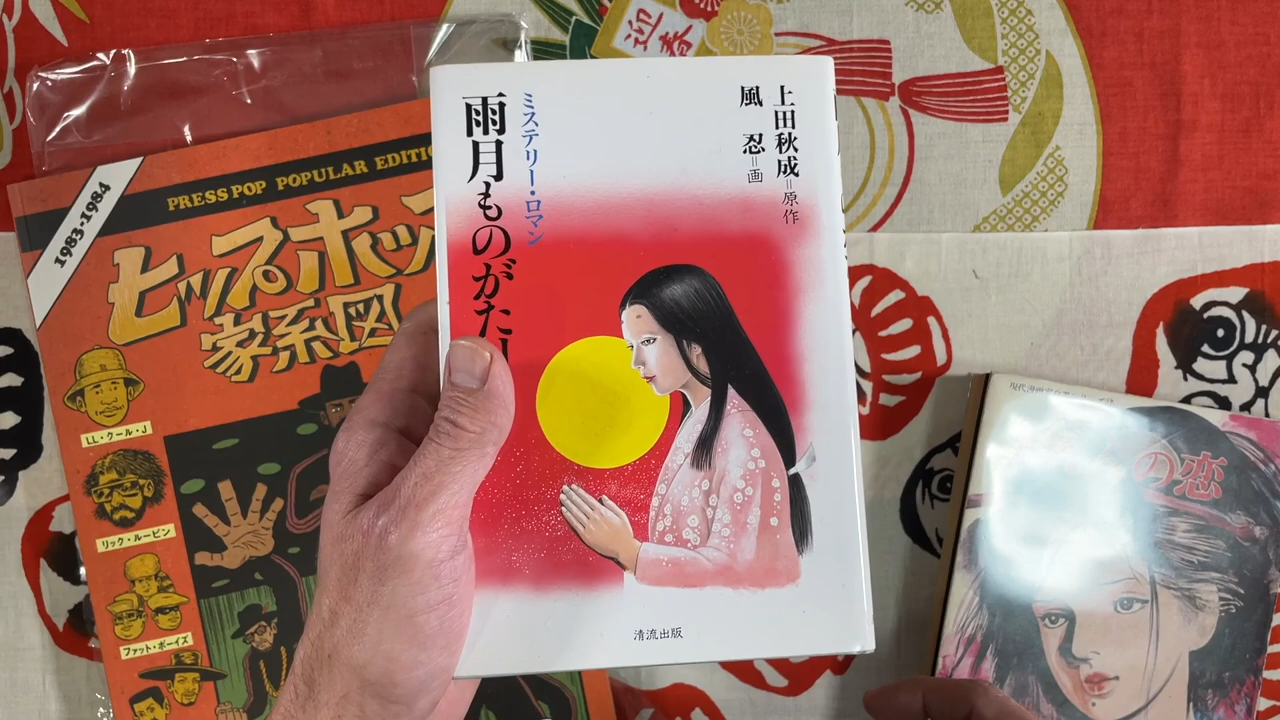 迎春
上田秋成=原作
風 忍=画
ミステリー・ロマン
雨月ものがた
清流出版
1983-1984
PRESS POP POPULAR EDITIO
ヒップホッ
家系図
LL・クール・J
リック・ルービン
ファット・ボーイズ
の恋